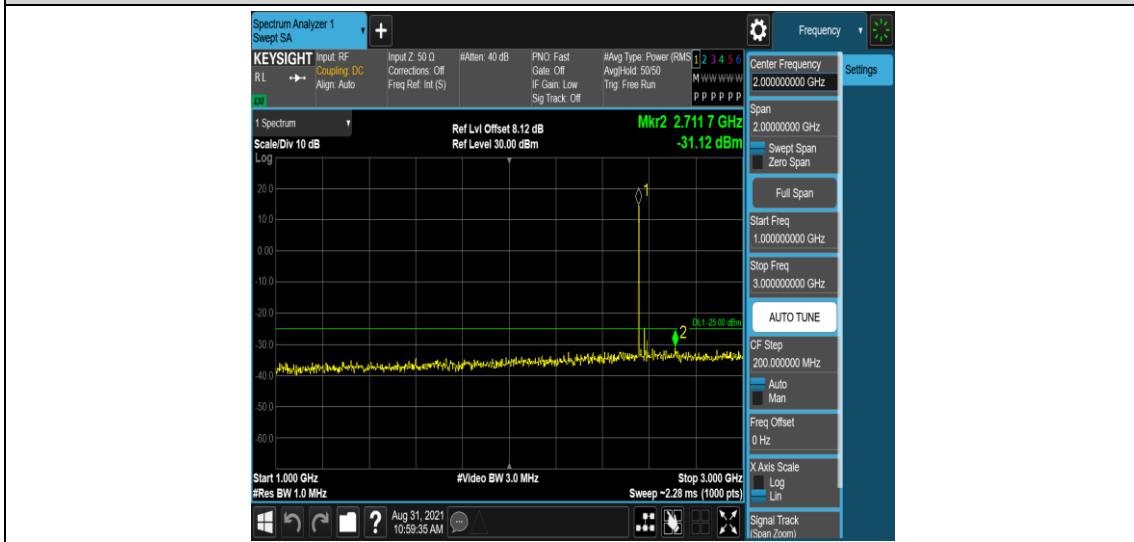 Spectrum Analyzer 1
Swept SA
Frequency
KEYSIGHT
RL
LXI
Input: RF
Coupling: DC
Align: Auto
Input Z: 50 Ω
Corrections: Off
Freq Ref: Int (S)
#Atten: 40 dB
PNO: Fast
Gate: Off
IF Gain: Low
Sig Track: Off
#Avg Type: Power (RMS
Avg|Hold: 50/50
Trig: Free Run
1 2 3 4 5 6
M W W W W W
P P P P P P
1 Spectrum
Scale/Div 10 dB
Ref Lvl Offset 8.12 dB
Ref Level 30.00 dBm
Mkr2 2.711 7 GHz
-31.12 dBm
Log
20.0
10.0
0.00
-10.0
-20.0
-30.0
-40.0
-50.0
-60.0
1
2
DL1 -25.00 dBm
Start 1.000 GHz
#Res BW 1.0 MHz
#Video BW 3.0 MHz
Stop 3.000 GHz
Sweep ~2.28 ms (1000 pts)
Aug 31, 2021
10:59:35 AM
Center Frequency
2.000000000 GHz
Settings
Span
2.00000000 GHz
Swept Span
Zero Span
Full Span
Start Freq
1.000000000 GHz
Stop Freq
3.000000000 GHz
AUTO TUNE
CF Step
200.000000 MHz
Auto
Man
Freq Offset
0 Hz
X Axis Scale
Log
Lin
Signal Track
(Span Zoom)